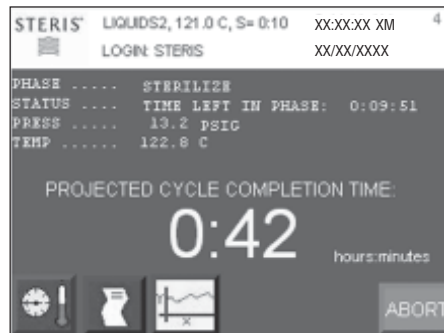 STERIS®
LIQUIDS2, 121.0 C, S= 0:10
XX:XX:XX XM
4
LOGIN: STERIS
XX/XX/XXXX
PHASE ..... STERILIZE
STATUS .... TIME LEFT IN PHASE: 0:09:51
PRESS ..... 13.2 PSIG
TEMP ...... 122.8 C
PROJECTED CYCLE COMPLETION TIME:
0:42
hours:minutes
X
ABORT